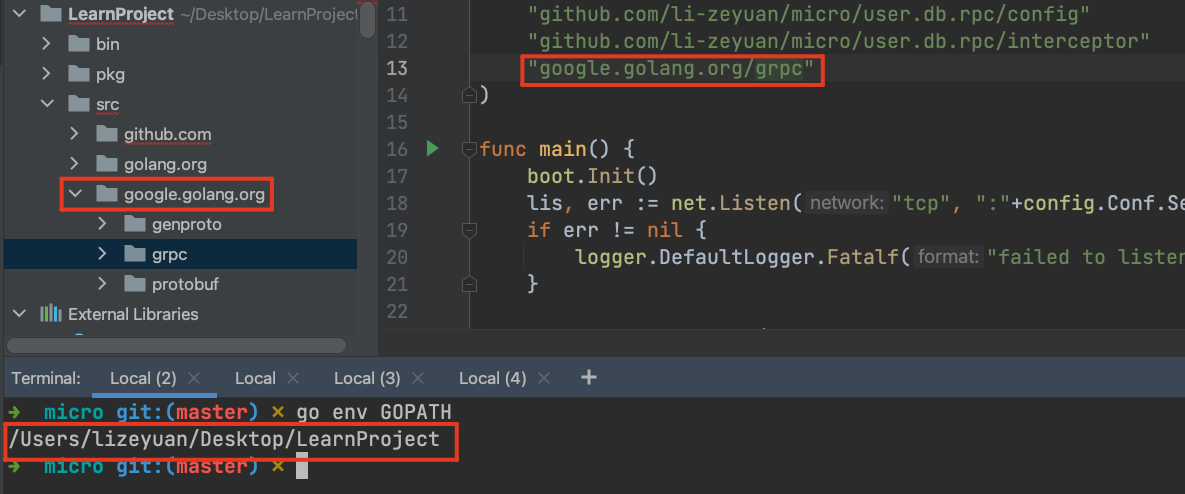 LearnProject ~/Desktop/LearnProject
bin
pkg
src
github.com
golang.org
google.golang.org
genproto
grpc
protobuf
External Libraries
11 "github.com/li-zeyuan/micro/user.db.rpc/config"
12 "github.com/li-zeyuan/micro/user.db.rpc/interceptor"
13 "google.golang.org/grpc"
14 )
15
16 func main() {
17 boot.Init()
18 lis, err := net.Listen( network: "tcp", ":"+config.Conf.Se
19 if err != nil {
20 logger.DefaultLogger.Fatalf( format: "failed to listen
21 }
22
Terminal: Local (2) × Local × Local (3) × Local (4) × +
→ micro git:(master) × go env GOPATH
/Users/lizeyuan/Desktop/LearnProject
→ micro git:(master) ×